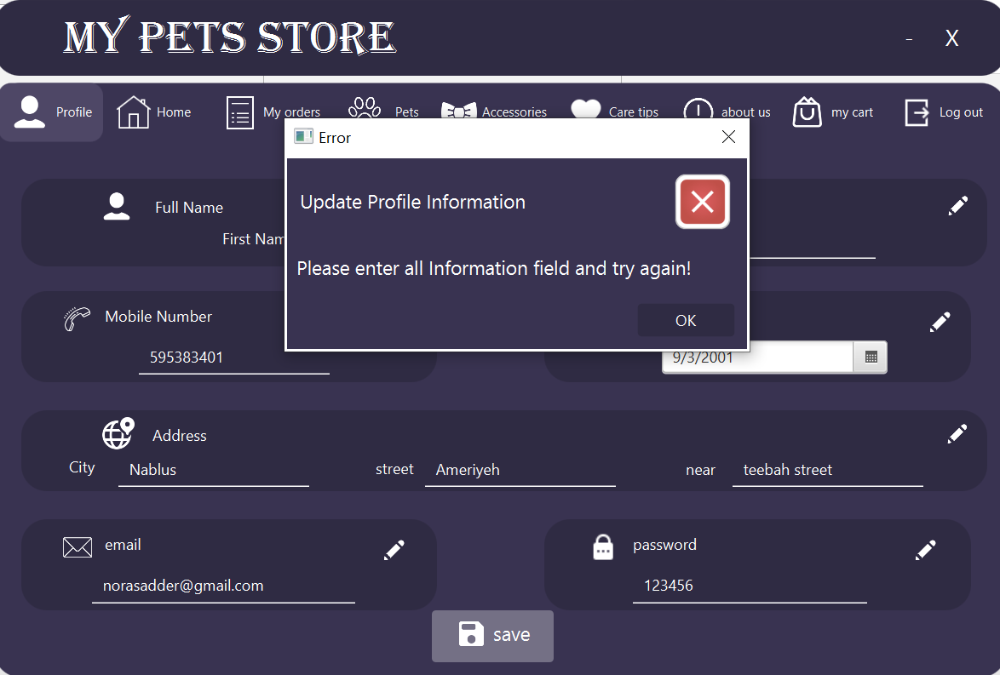 MY PETS STORE
- X
Profile Home My orders Pets Accessories Care tips about us my cart Log out
Error
Update Profile Information
Please enter all Information field and try again!
OK
Full Name
First Nam
Mobile Number
595383401
9/3/2001
Address
City Nablus street Ameriyeh near teebah street
email
norasadder@gmail.com
password
123456
save